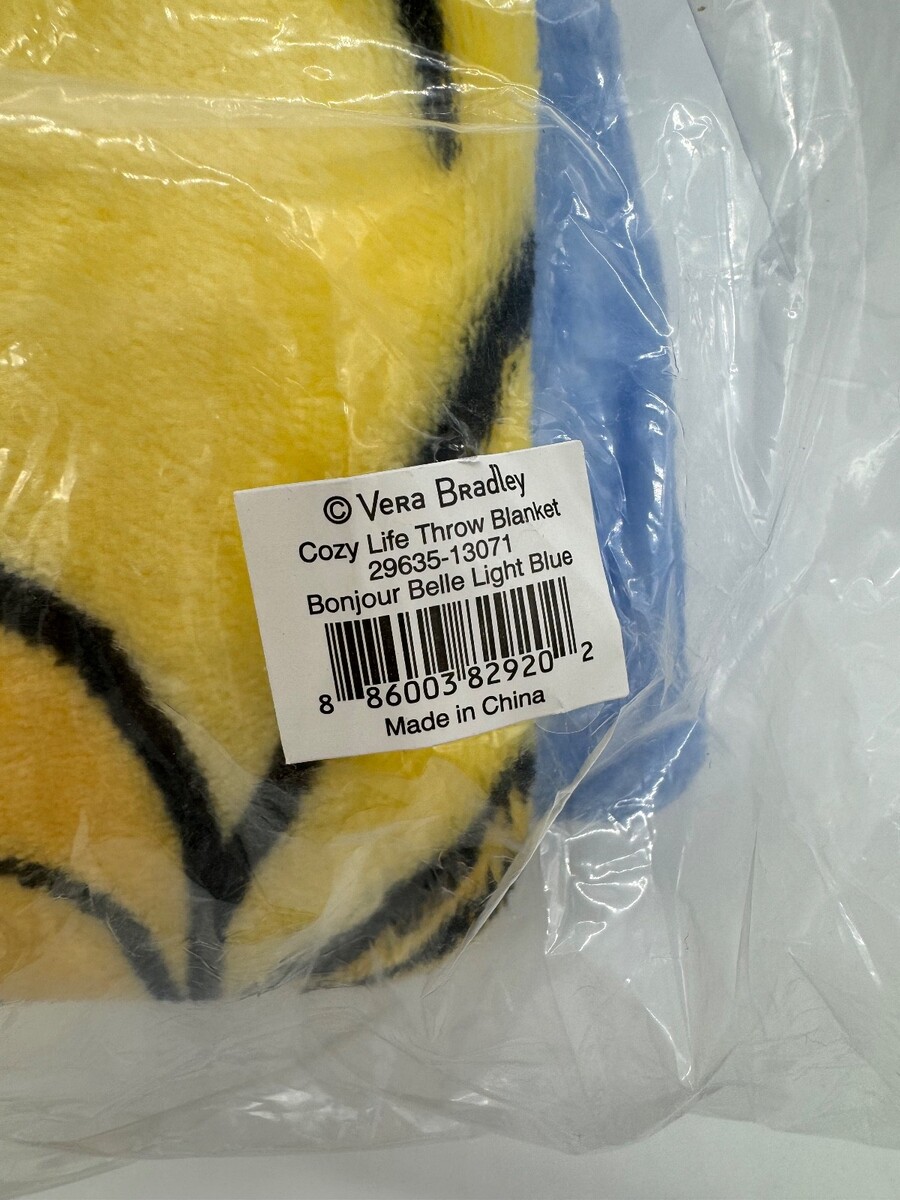 © Vera Bradley
Cozy Life Throw Blanket
29635-13071
Bonjour Belle Light Blue
8 86003 82920 2
Made in China